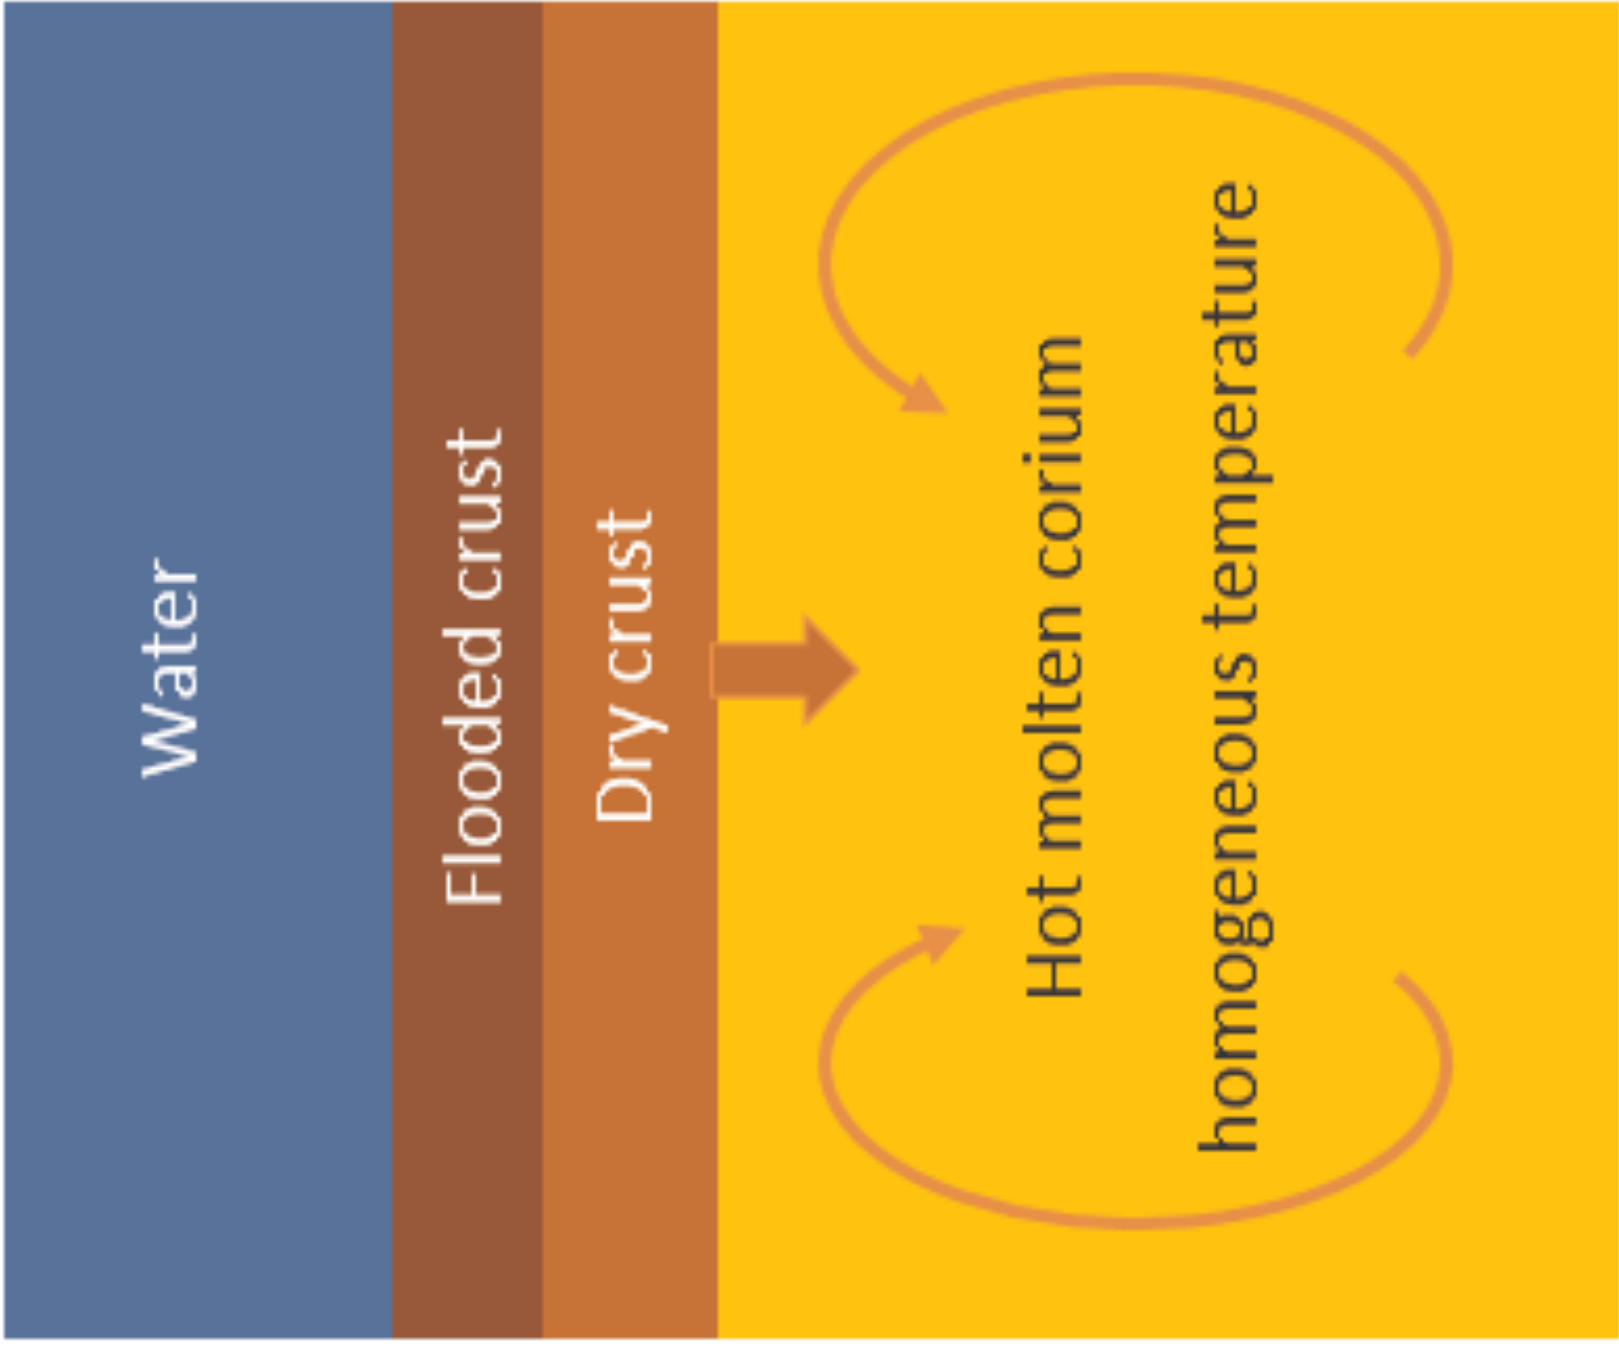 Water
Flooded crust
Dry crust
Hot molten corium
homogeneous temperature